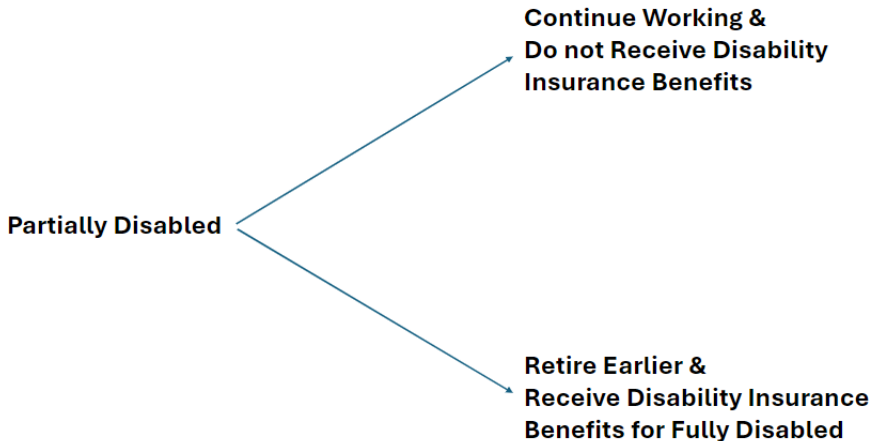 Continue Working &
Do not Receive Disability
Insurance Benefits
Partially Disabled
Retire Earlier &
Receive Disability Insurance
Benefits for Fully Disabled